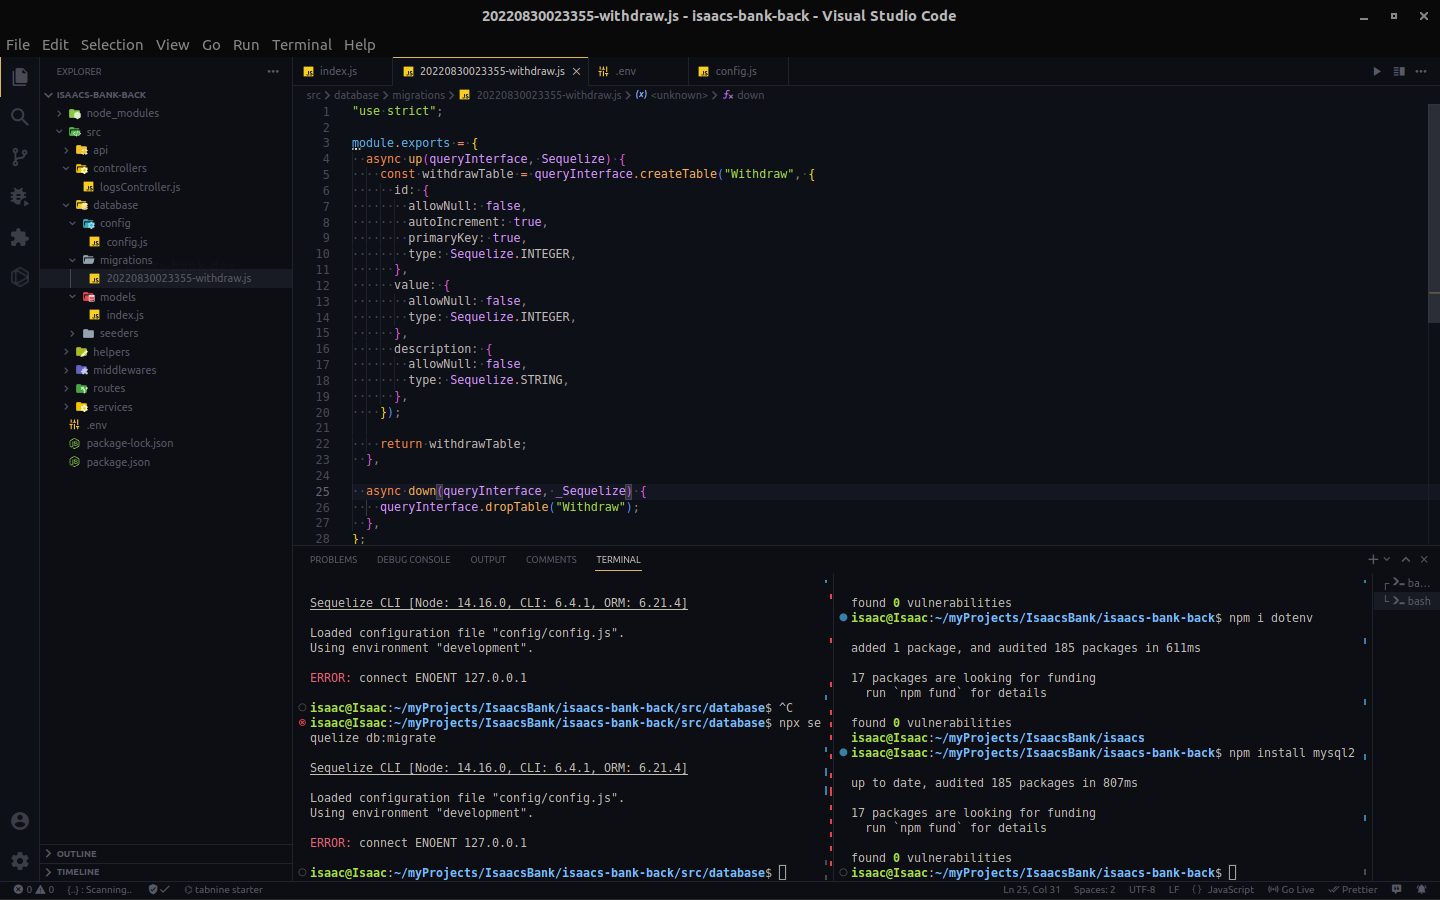 20220830023355-withdraw.js - isaacs-bank-back - Visual Studio Code
File Edit Selection View Go Run Terminal Help
EXPLORER
ISAACS-BANK-BACK
node_modules
src
api
controllers
logsController.js
database
config
config.js
migrations
20220830023355-withdraw.js
models
index.js
seeders
helpers
middlewares
routes
services
.env
package-lock.json
package.json
OUTLINE
TIMELINE
index.js 20220830023355-withdraw.js .env config.js
src > database > migrations > 20220830023355-withdraw.js > <unknown> > down
1 "use strict";
2
3 module.exports = {
4 async up(queryInterface, Sequelize) {
5 const withdrawTable = queryInterface.createTable("Withdraw", {
6 id: {
7 allowNull: false,
8 autoIncrement: true,
9 primaryKey: true,
10 type: Sequelize.INTEGER,
11 },
12 value: {
13 allowNull: false,
14 type: Sequelize.INTEGER,
15 },
16 description: {
17 allowNull: false,
18 type: Sequelize.STRING,
19 },
20 });
21
22 return withdrawTable;
23 },
24
25 async down(queryInterface, _Sequelize) {
26 queryInterface.dropTable("Withdraw");
27 },
28 };
PROBLEMS DEBUG CONSOLE OUTPUT COMMENTS TERMINAL
Sequelize CLI [Node: 14.16.0, CLI: 6.4.1, ORM: 6.21.4]
Loaded configuration file "config/config.js".
Using environment "development".
ERROR: connect ENOENT 127.0.0.1
isaac@Isaac:~/myProjects/IsaacsBank/isaacs-bank-back/src/database$ ^C
isaac@Isaac:~/myProjects/IsaacsBank/isaacs-bank-back/src/database$ npx se
quelize db:migrate
Sequelize CLI [Node: 14.16.0, CLI: 6.4.1, ORM: 6.21.4]
Loaded configuration file "config/config.js".
Using environment "development".
ERROR: connect ENOENT 127.0.0.1
isaac@Isaac:~/myProjects/IsaacsBank/isaacs-bank-back/src/database$
found 0 vulnerabilities
isaac@Isaac:~/myProjects/IsaacsBank/isaacs-bank-back$ npm i dotenv
added 1 package, and audited 185 packages in 611ms
17 packages are looking for funding
run `npm fund` for details
found 0 vulnerabilities
isaac@Isaac:~/myProjects/IsaacsBank/isaacs
isaac@Isaac:~/myProjects/IsaacsBank/isaacs-bank-back$ npm install mysql2
up to date, audited 185 packages in 807ms
17 packages are looking for funding
run `npm fund` for details
found 0 vulnerabilities
isaac@Isaac:~/myProjects/IsaacsBank/isaacs-bank-back$
ba...
bash
0 0 {..} : Scanning.. tabnine starter Ln 25, Col 31 Spaces: 2 UTF-8 LF { } JavaScript Go Live Prettier